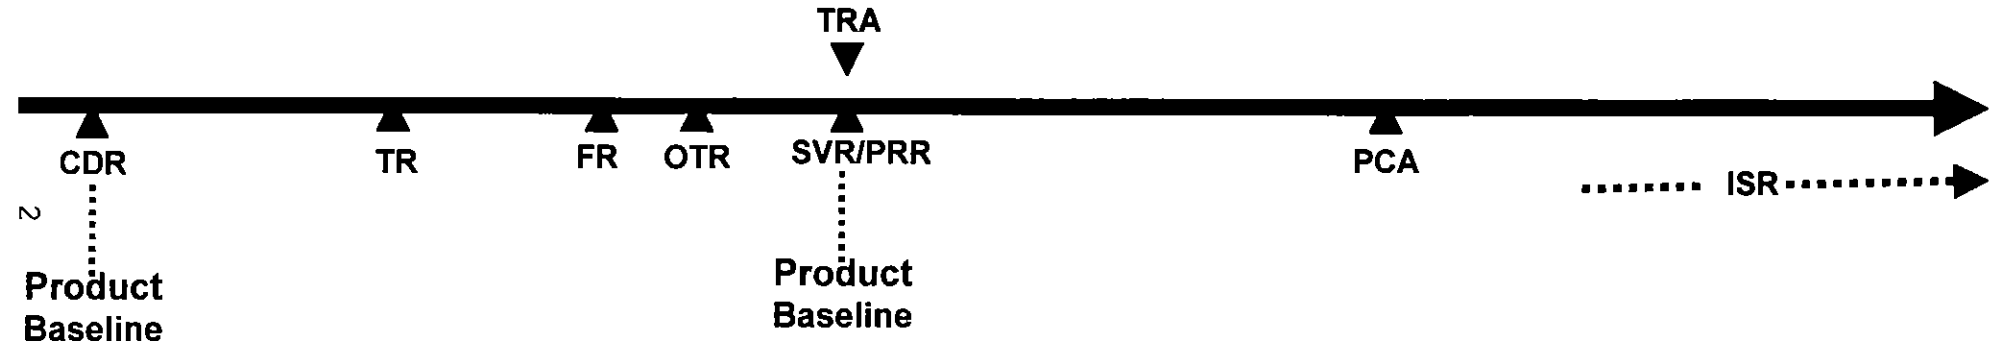 TRA
CDR
TR
FR
OTR
SVR/PRR
PCA
ISR
2
Product
Baseline
Product
Baseline